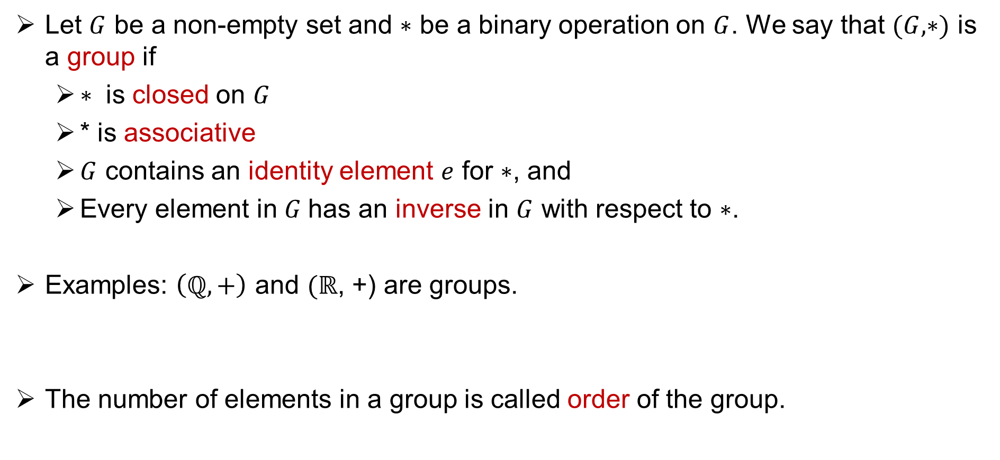 ➢ Let 𝐺 be a non-empty set and ∗ be a binary operation on 𝐺. We say that (𝐺,∗) is
a group if
➢ ∗ is closed on 𝐺
➢ * is associative
➢ 𝐺 contains an identity element 𝑒 for ∗, and
➢ Every element in 𝐺 has an inverse in 𝐺 with respect to ∗.
➢ Examples: (ℚ, +) and (ℝ, +) are groups.
➢ The number of elements in a group is called order of the group.